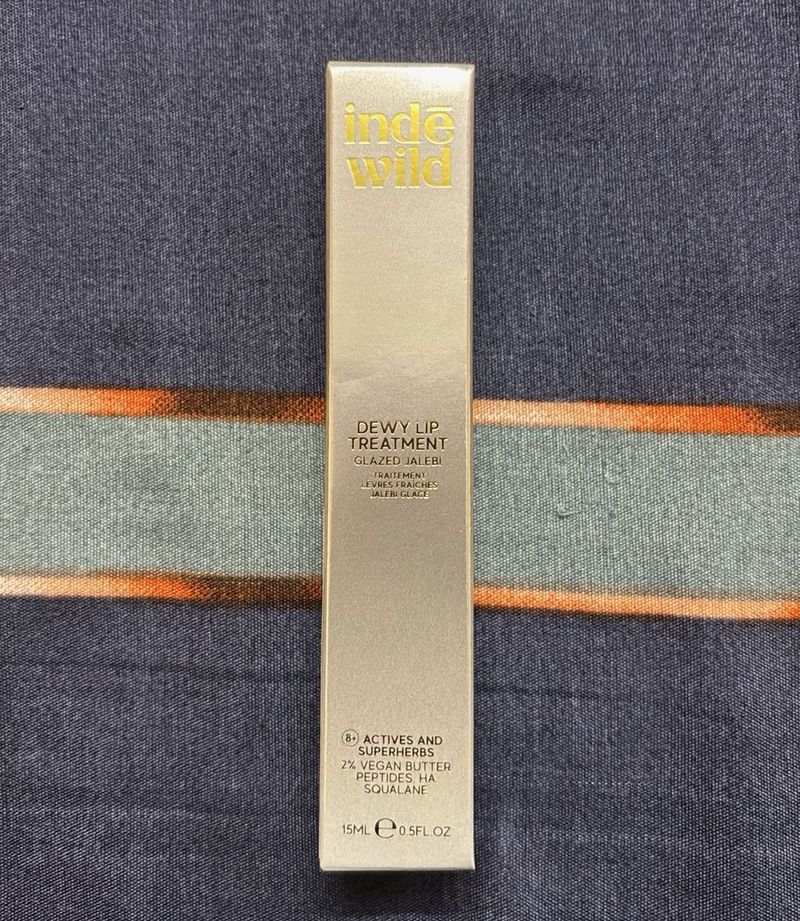 indē
wild
DEWY LIP
TREATMENT
GLAZED JALEBI
TRAITEMENT
LÈVRES FRAÎCHES
JALEBI GLACÉ
8+ ACTIVES AND
SUPERHERBS
2% VEGAN BUTTER
PEPTIDES, HA
SQUALANE
15ML e 0.5FL.OZ